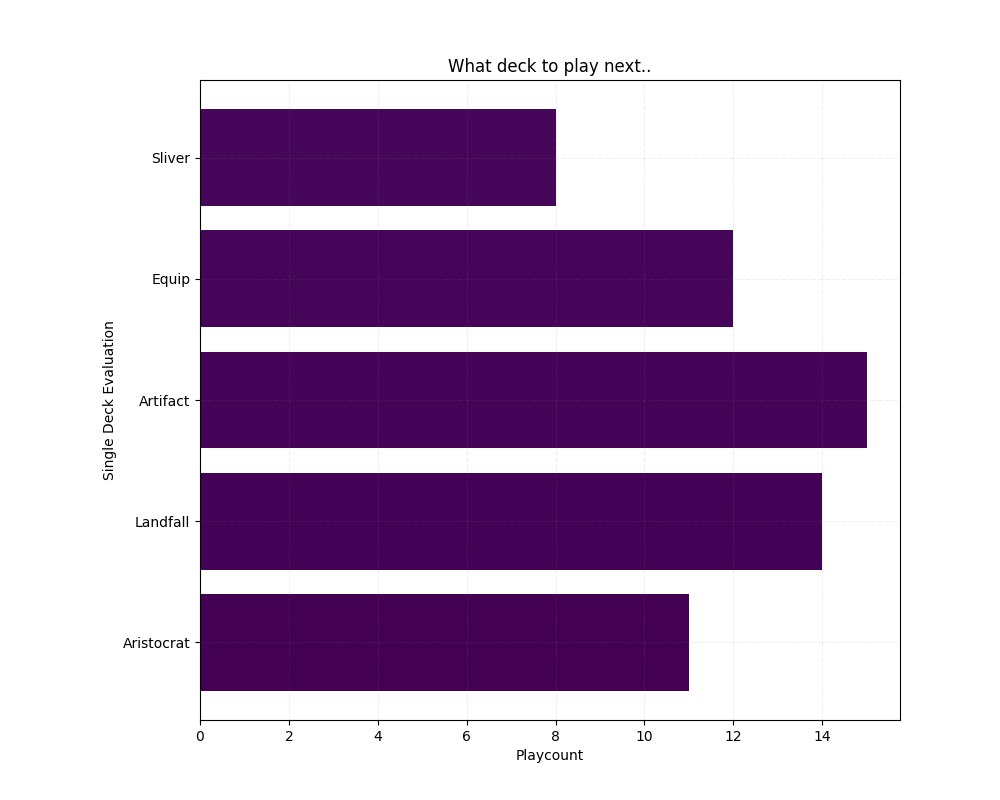 What deck to play next..
Single Deck Evaluation
Sliver
Equip
Artifact
Landfall
Aristocrat
0 2 4 6 8 10 12 14
Playcount